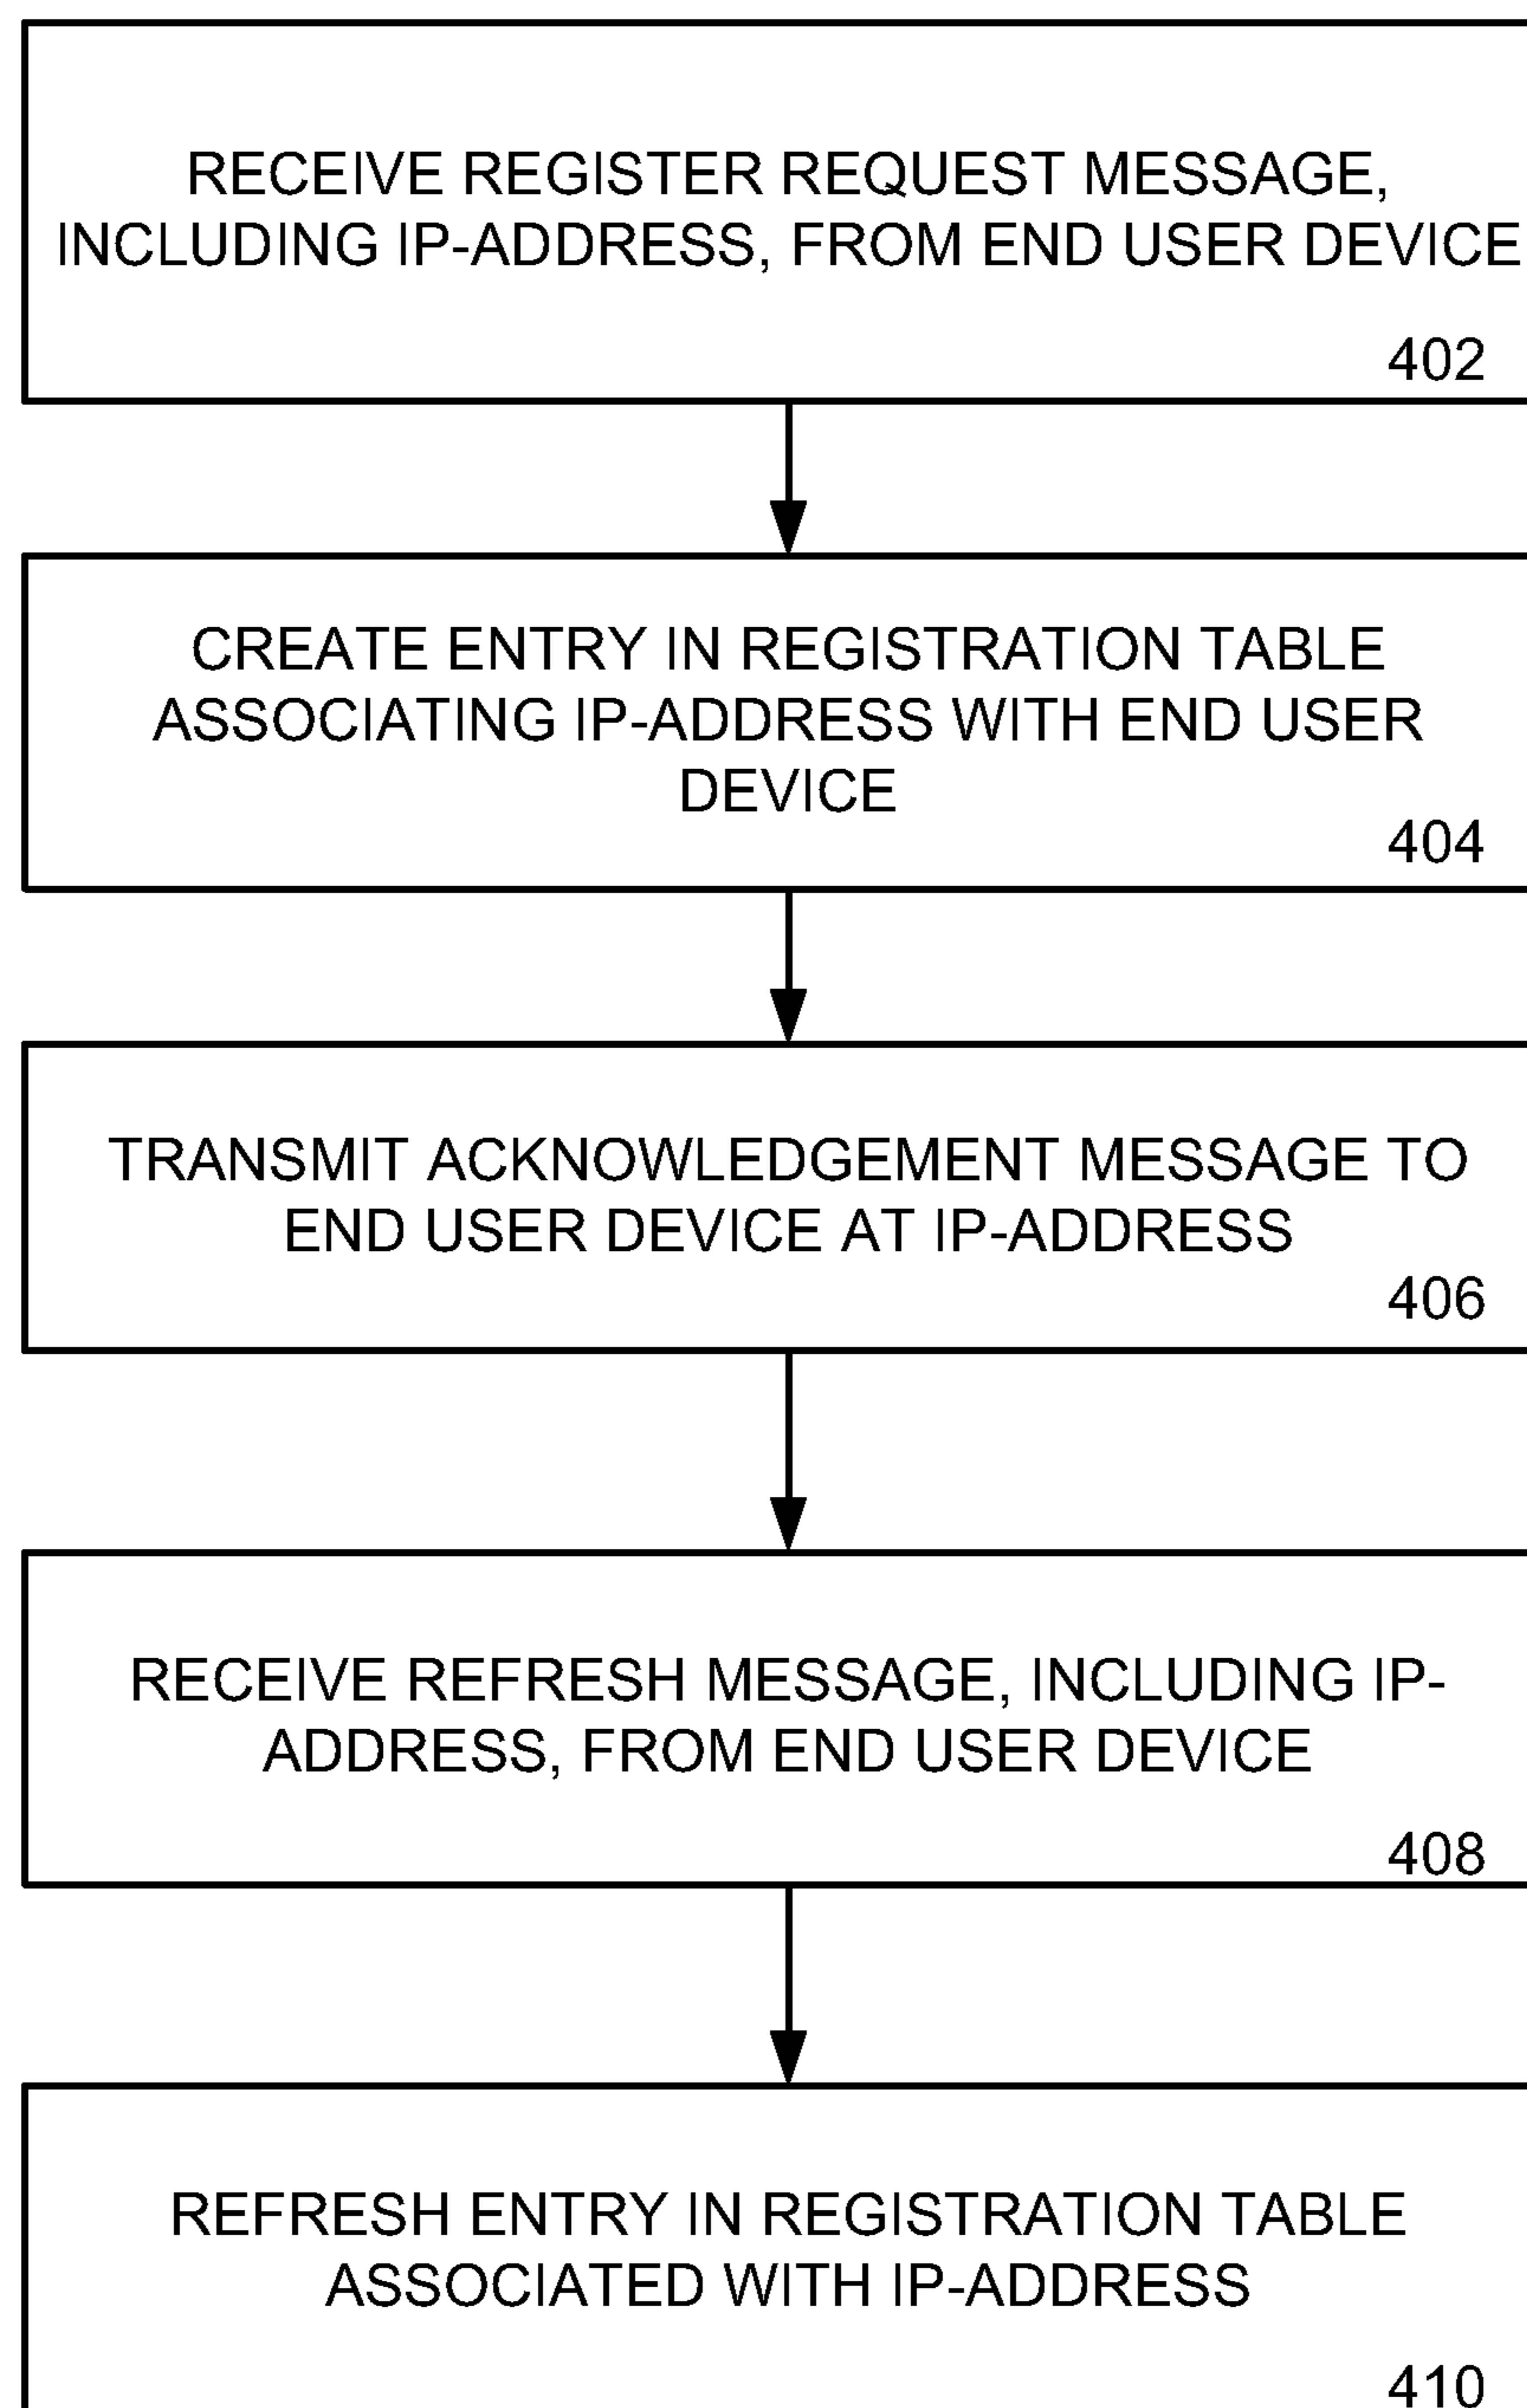 RECEIVE REGISTER REQUEST MESSAGE,
INCLUDING IP-ADDRESS, FROM END USER DEVICE
402
CREATE ENTRY IN REGISTRATION TABLE
ASSOCIATING IP-ADDRESS WITH END USER
DEVICE
404
TRANSMIT ACKNOWLEDGEMENT MESSAGE TO
END USER DEVICE AT IP-ADDRESS
406
RECEIVE REFRESH MESSAGE, INCLUDING IP-
ADDRESS, FROM END USER DEVICE
408
REFRESH ENTRY IN REGISTRATION TABLE
ASSOCIATED WITH IP-ADDRESS
410